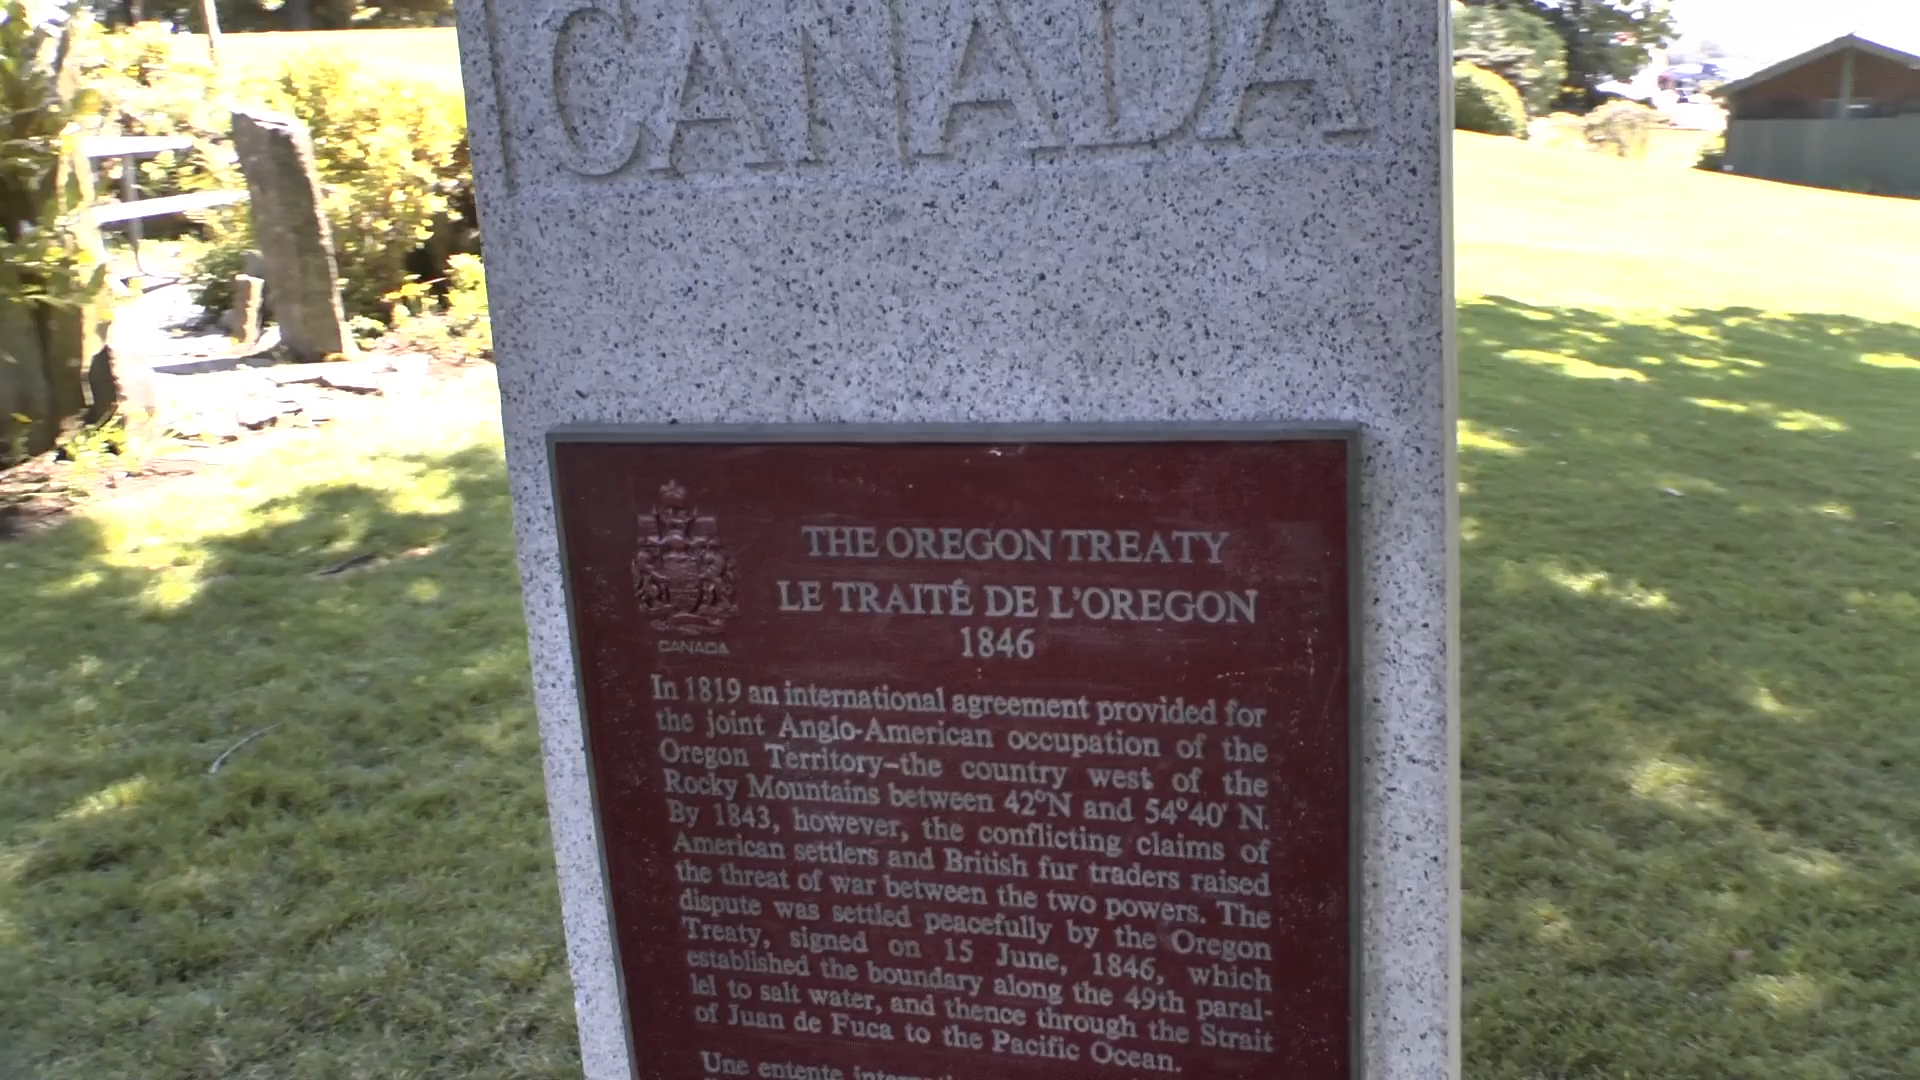 CANADA
THE OREGON TREATY
LE TRAITÉ DE L'OREGON
1846
CANADA
In 1819 an international agreement provided for
the joint Anglo-American occupation of the
Oregon Territory–the country west of the
Rocky Mountains between 42ºN and 54º40' N.
By 1843, however, the conflicting claims of
American settlers and British fur traders raised
the threat of war between the two powers. The
dispute was settled peacefully by the Oregon
Treaty, signed on 15 June, 1846, which
established the boundary along the 49th paral-
lel to salt water, and thence through the Strait
of Juan de Fuca to the Pacific Ocean.
Une entente